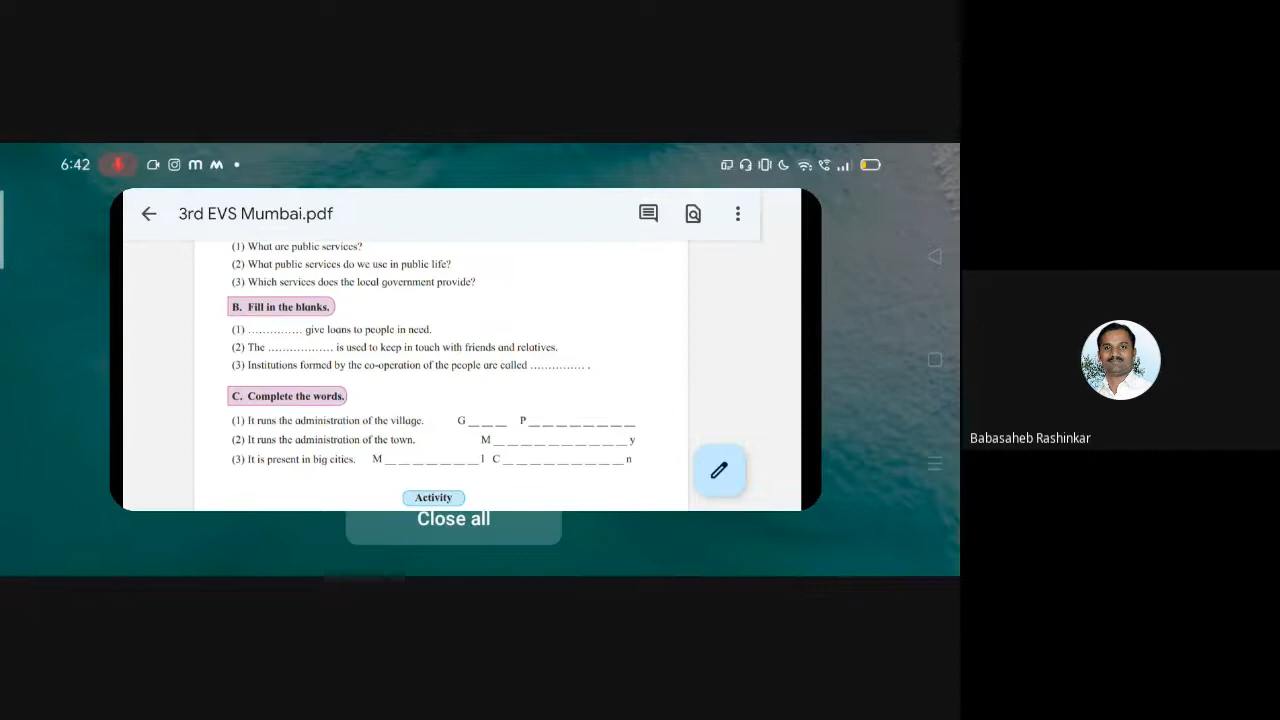 6:42
3rd EVS Mumbai.pdf
(1) What are public services?
(2) What public services do we use in public life?
(3) Which services does the local government provide?
B. Fill in the blanks.
(1) ............... give loans to people in need.
(2) The .................. is used to keep in touch with friends and relatives.
(3) Institutions formed by the co-operation of the people are called ............... .
C. Complete the words.
(1) It runs the administration of the village. G _ _ _ P _ _ _ _ _ _ _ _
(2) It runs the administration of the town. M _ _ _ _ _ _ _ _ _ _ y
(3) It is present in big cities. M _ _ _ _ _ _ _ l C _ _ _ _ _ _ _ _ _ n
Activity
Close all
Babasaheb Rashinkar